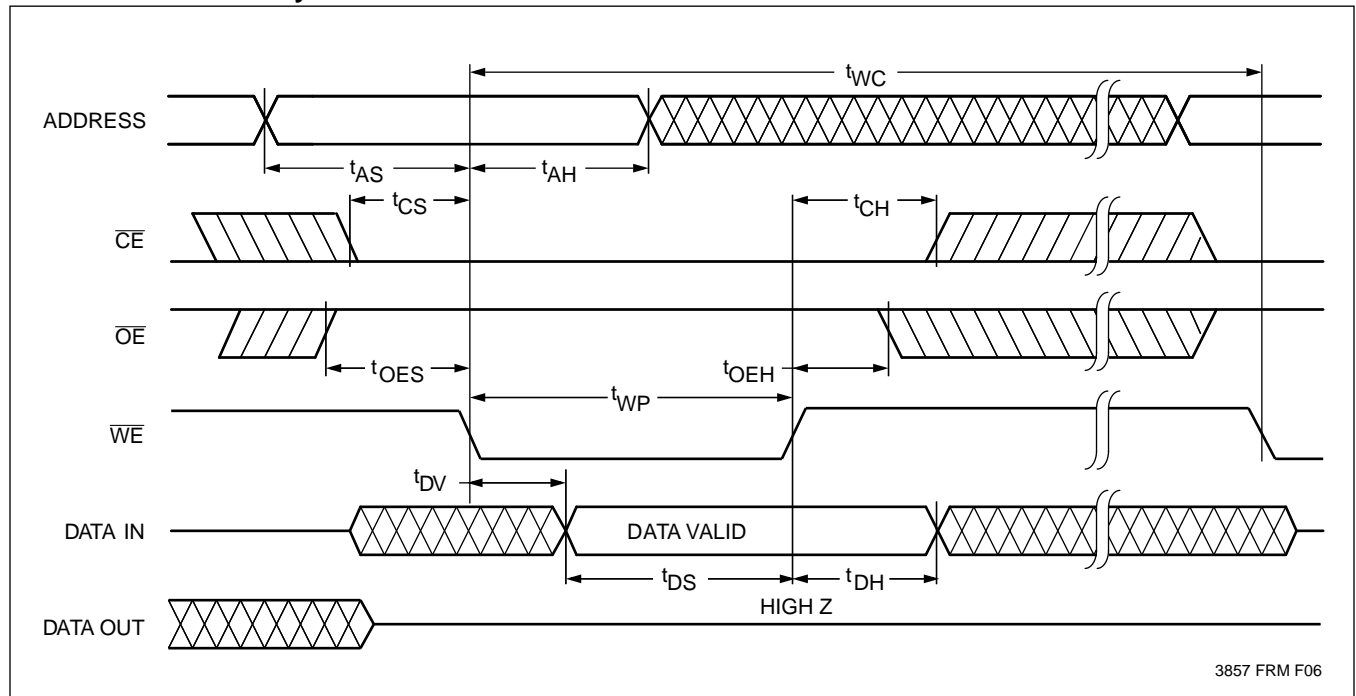 tWC
ADDRESS
tAS
tAH
tCS
tCH
CE
OE
tOES
tOEH
tWP
WE
tDV
DATA IN
DATA VALID
tDS
tDH
HIGH Z
DATA OUT
3857 FRM F06